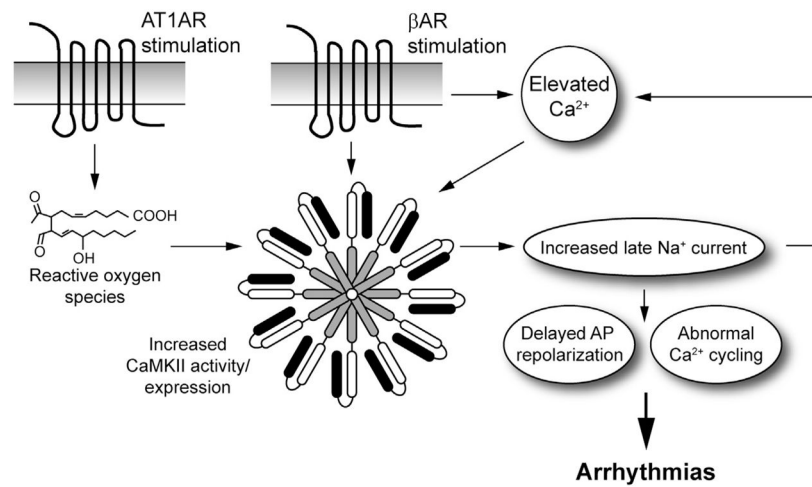 AT1AR
stimulation
βAR
stimulation
Elevated
Ca²⁺
O
COOH
O
OH
Reactive oxygen
species
Increased
CaMKII activity/
expression
Increased late Na⁺ current
Delayed AP
repolarization
Abnormal
Ca²⁺ cycling
Arrhythmias